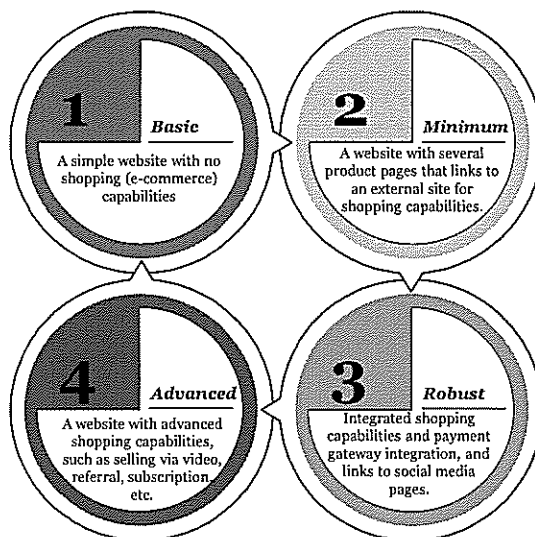 1
Basic
A simple website with no
shopping (e-commerce)
capabilities
2
Minimum
A website with several
product pages that links to
an external site for
shopping capabilities.
3
Robust
Integrated shopping
capabilities and payment
gateway integration, and
links to social media
pages.
4
Advanced
A website with advanced
shopping capabilities,
such as selling via video,
referral, subscription,
etc.